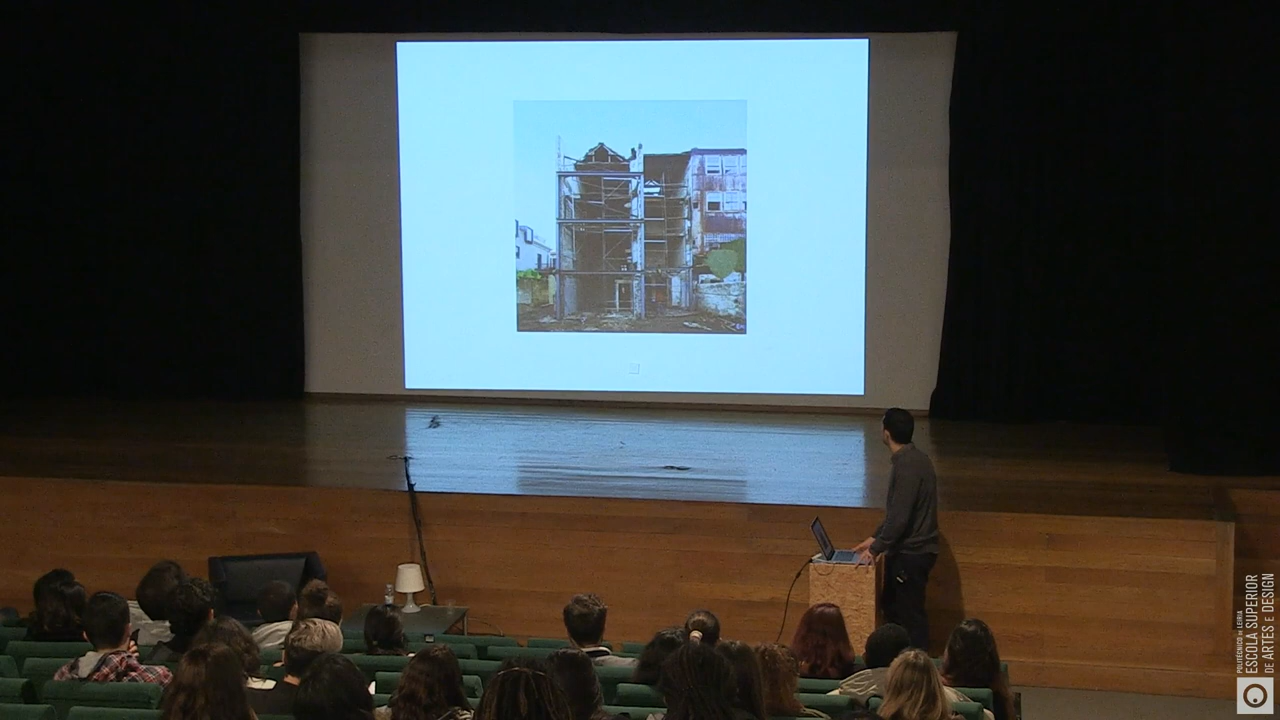 POLITÉCNICO DE LEIRIA
ESCOLA SUPERIOR
DE ARTES E DESIGN